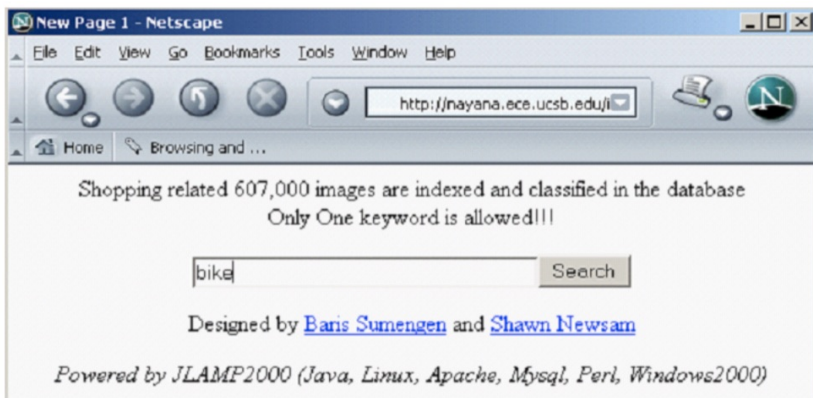 New Page 1 - Netscape
File Edit View Go Bookmarks Tools Window Help
http://nayana.ece.ucsb.edu/i
N
Home Browsing and ...
Shopping related 607,000 images are indexed and classified in the database
Only One keyword is allowed!!!
bike Search
Designed by Baris Sumengen and Shawn Newsam
Powered by JLAMP2000 (Java, Linux, Apache, Mysql, Perl, Windows2000)